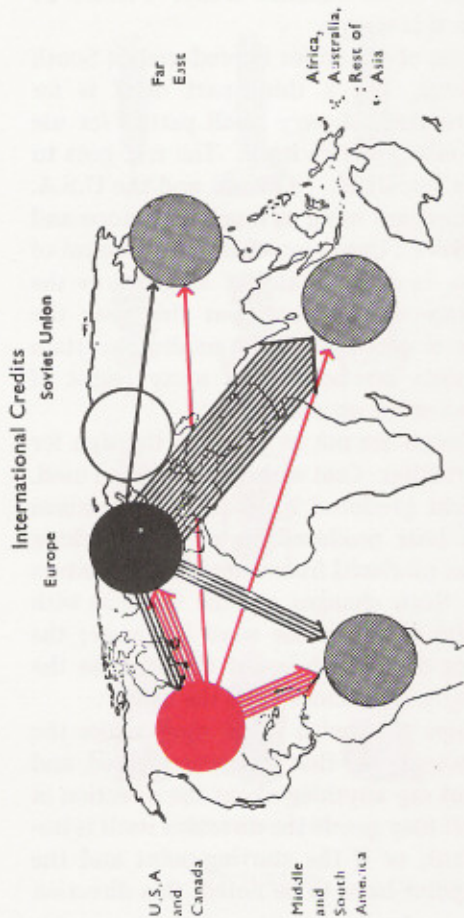 International Credits
Europe
Soviet Union
U.S.A
and
Canada
Far
East
Middle
and
South
America
Africa,
Australia,
Rest of
Asia